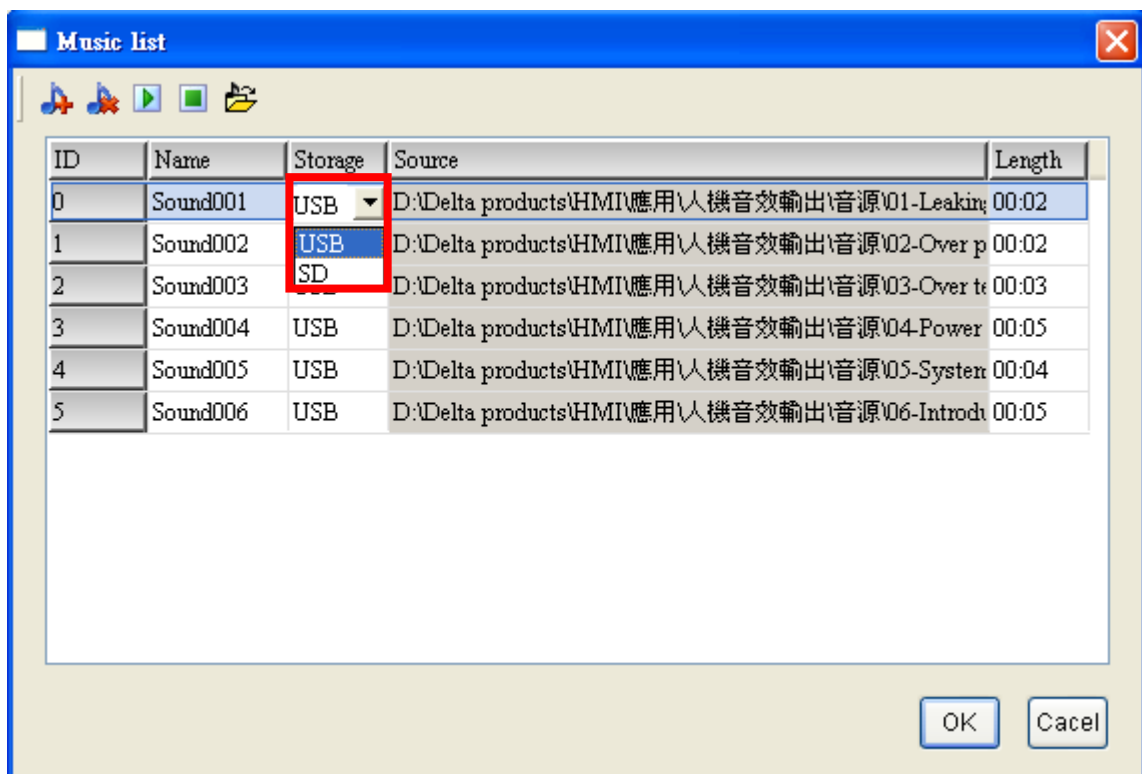 Music list
ID Name Storage Source Length
0 Sound001 USB D:\Delta products\HMI\應用\人機音效輸出\音源\01-Leaking 00:02
USB
SD
1 Sound002 D:\Delta products\HMI\應用\人機音效輸出\音源\02-Over p 00:02
2 Sound003 D:\Delta products\HMI\應用\人機音效輸出\音源\03-Over te 00:03
3 Sound004 USB D:\Delta products\HMI\應用\人機音效輸出\音源\04-Power 00:05
4 Sound005 USB D:\Delta products\HMI\應用\人機音效輸出\音源\05-System 00:04
5 Sound006 USB D:\Delta products\HMI\應用\人機音效輸出\音源\06-Introdu 00:05
OK Cacel